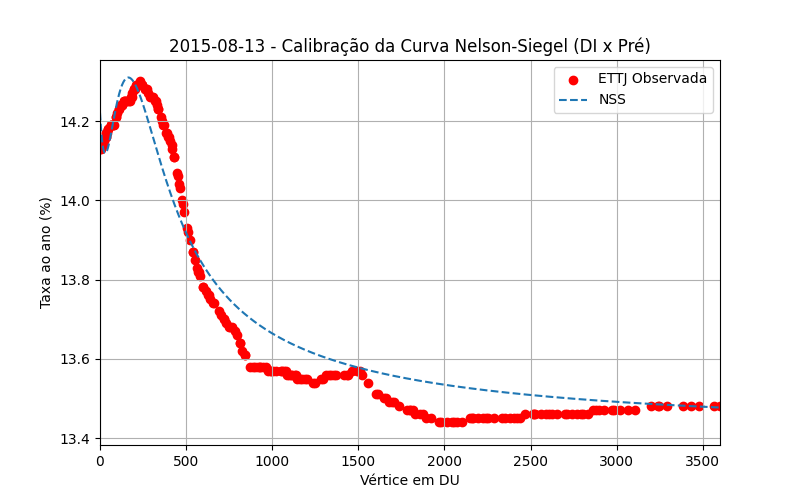 2015-08-13 - Calibração da Curva Nelson-Siegel (DI x Pré)
ETTJ Observada
NSS
Taxa ao ano (%)
14.2
14.0
13.8
13.6
13.4
0 500 1000 1500 2000 2500 3000 3500
Vértice em DU